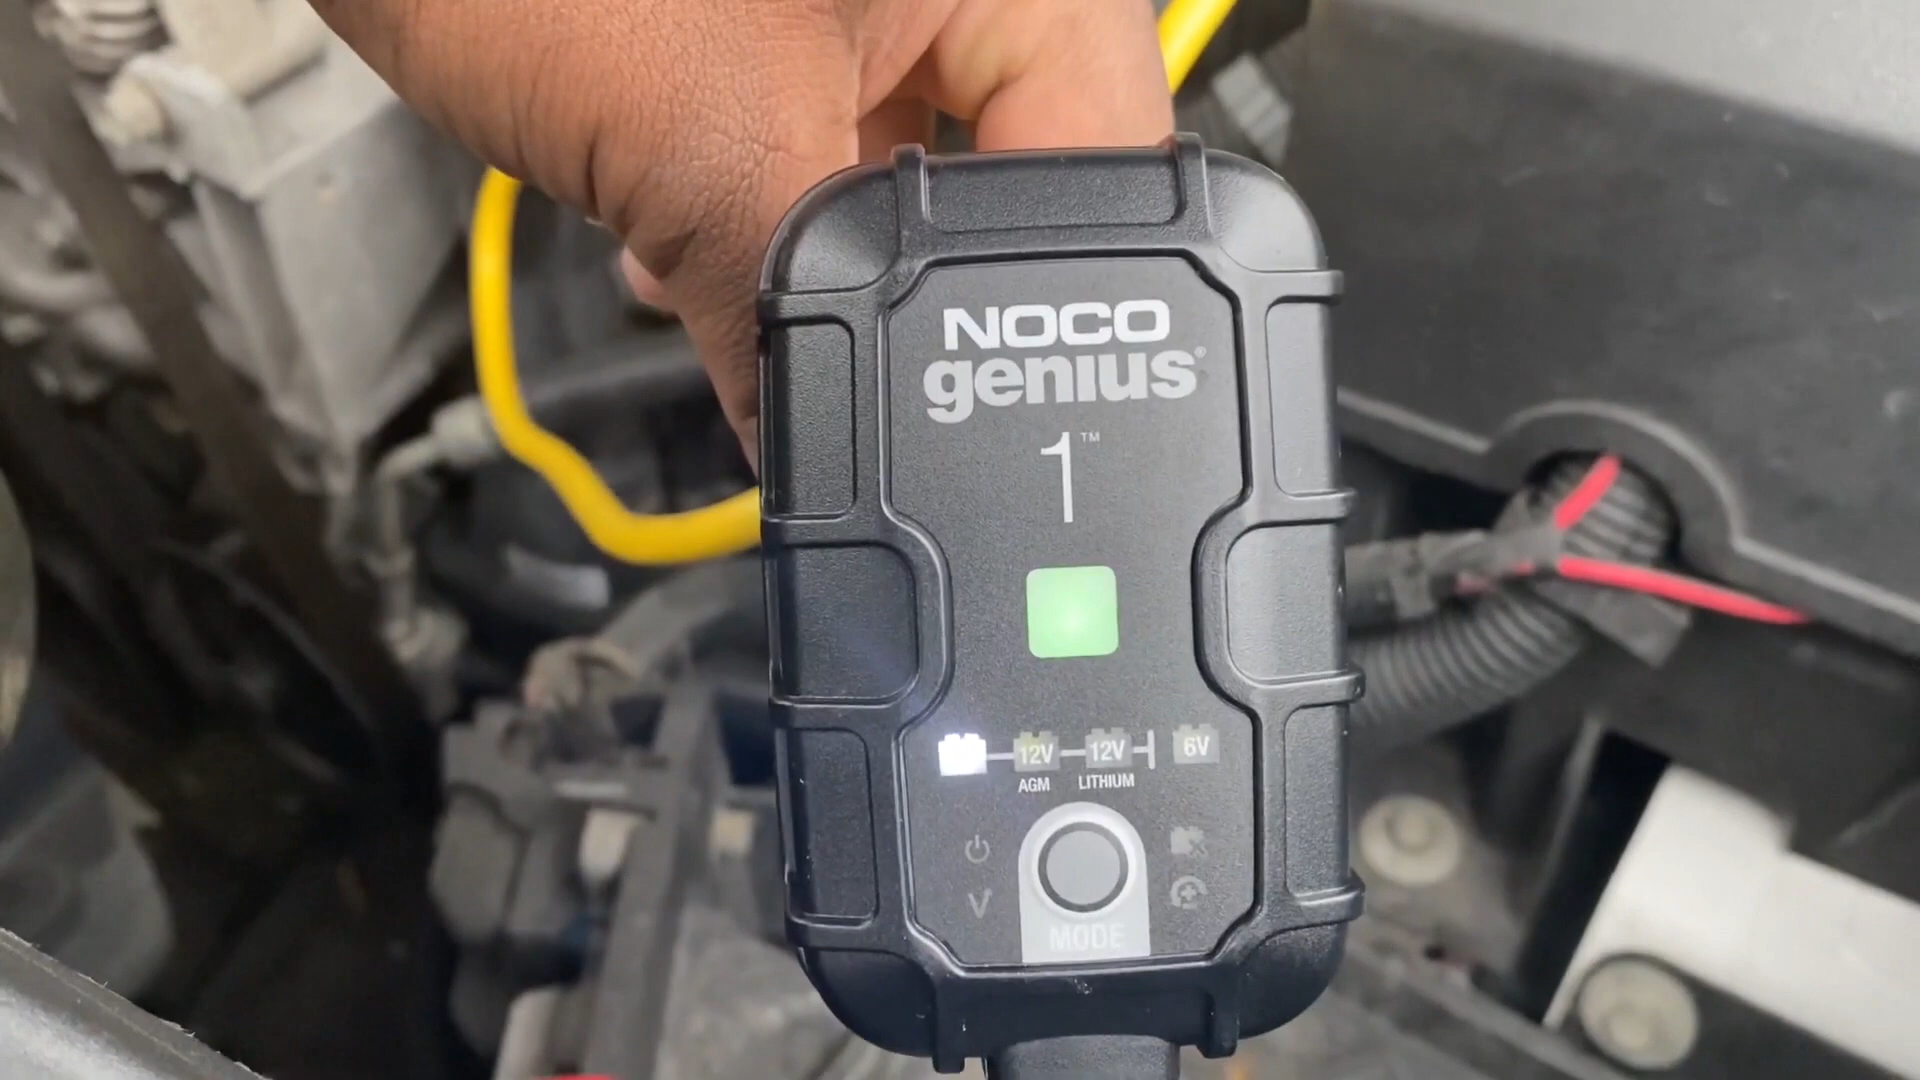 NOCO
genius®
1™
12V 12V 6V
AGM LITHIUM
V
MODE